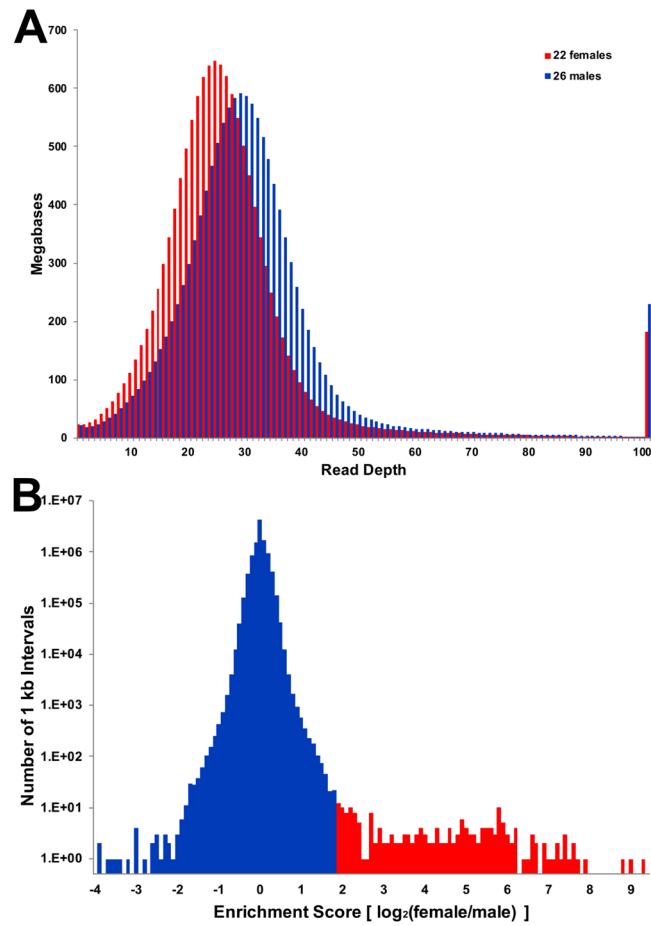 A
700
600
500
400
300
200
100
0
Megabases
22 females
26 males
10 20 30 40 50 60 70 80 90 100
Read Depth
B
1.E+07
1.E+06
1.E+05
1.E+04
1.E+03
1.E+02
1.E+01
1.E+00
Number of 1 kb Intervals
-4 -3 -2 -1 0 1 2 3 4 5 6 7 8 9
Enrichment Score [ log₂(female/male) ]